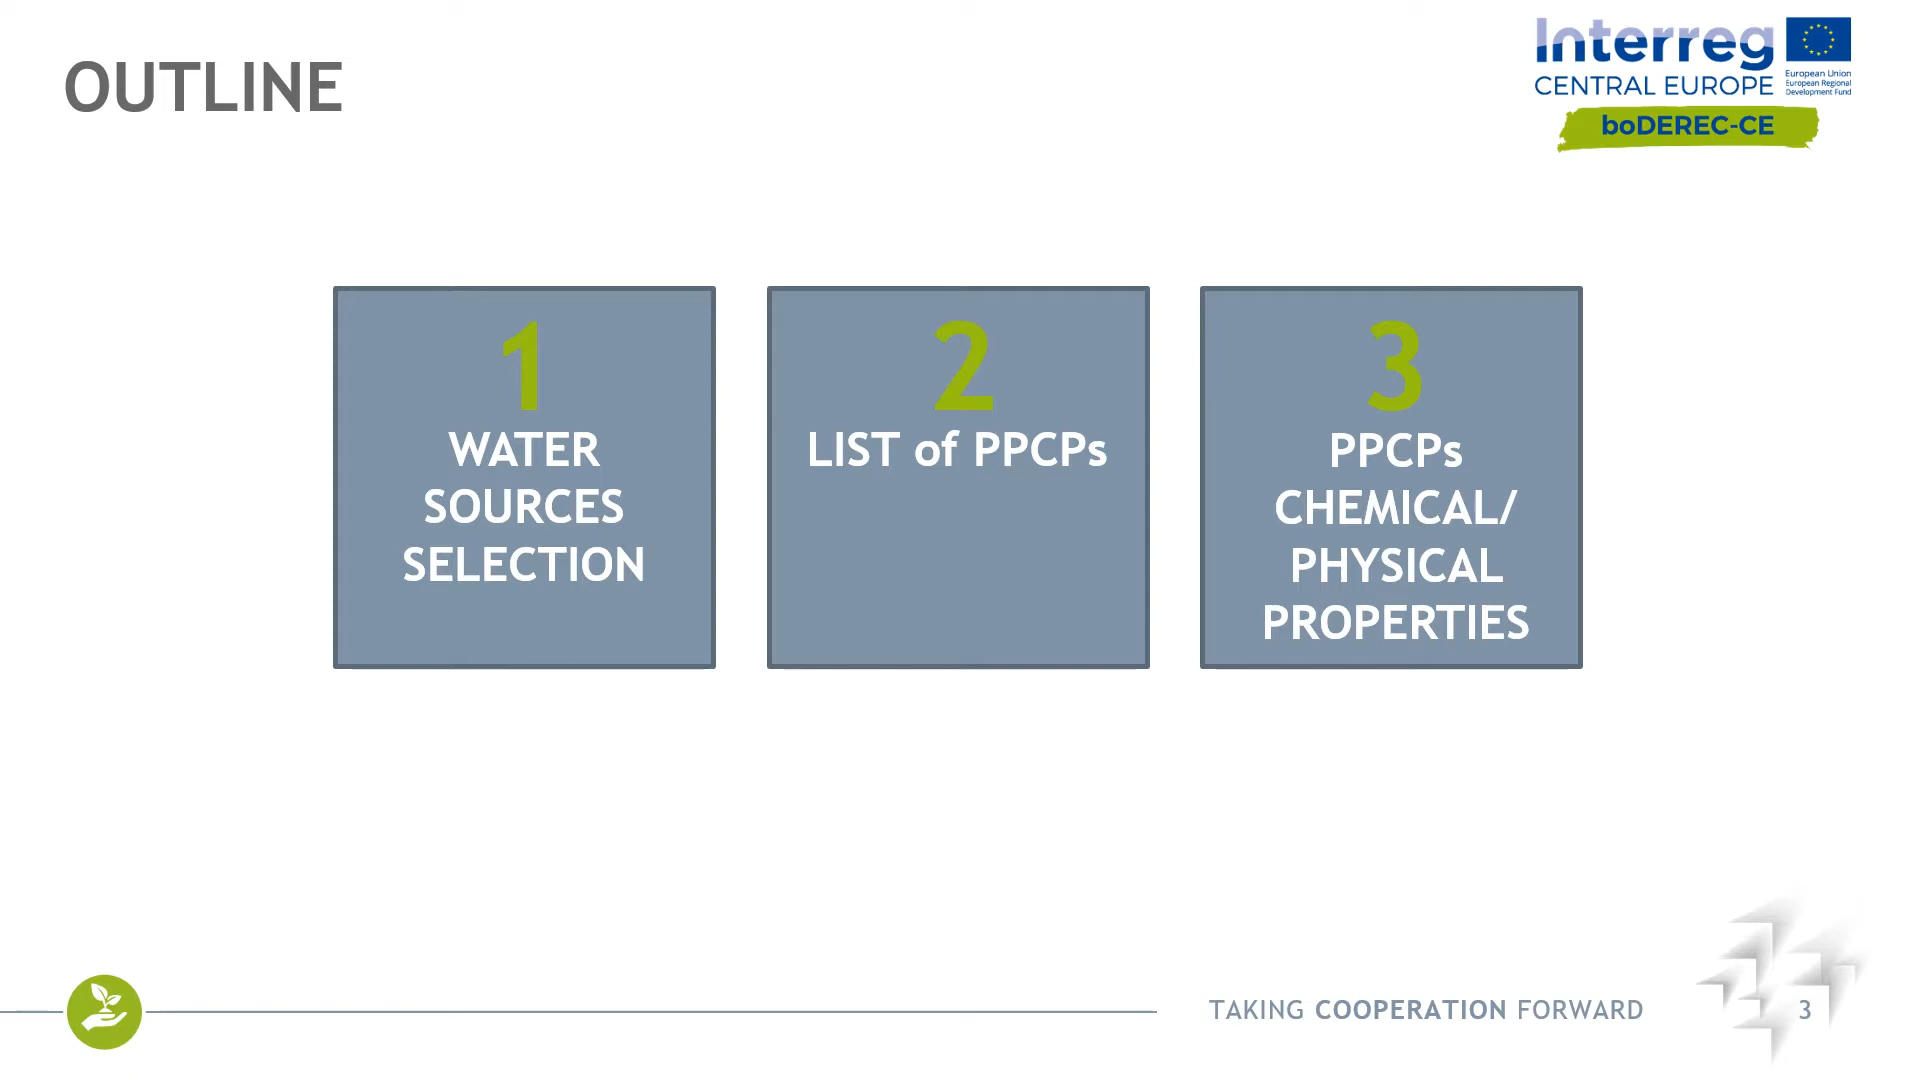 OUTLINE
Interreg
CENTRAL EUROPE
European Union
European Regional
Development Fund
boDEREC-CE
1
WATER
SOURCES
SELECTION
2
LIST of PPCPs
3
PPCPs
CHEMICAL/
PHYSICAL
PROPERTIES
TAKING COOPERATION FORWARD
3